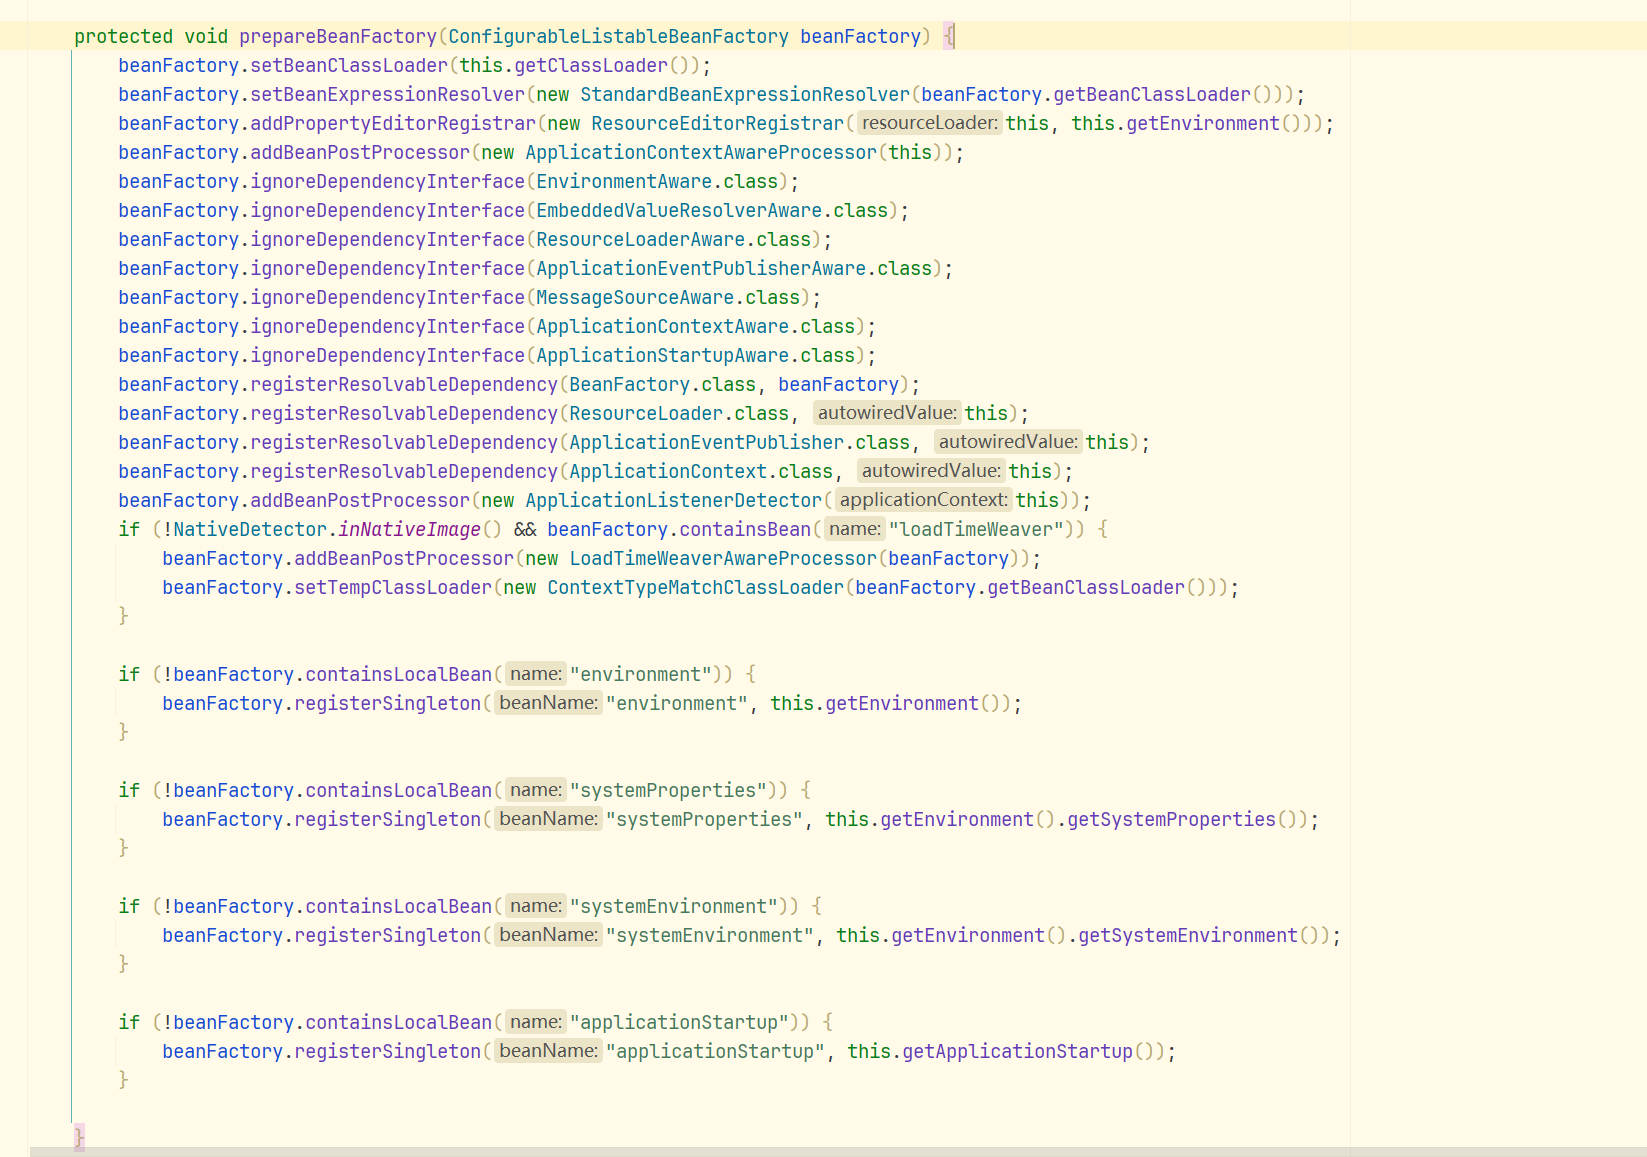 protected void prepareBeanFactory(ConfigurableListableBeanFactory beanFactory) {
beanFactory.setBeanClassLoader(this.getClassLoader());
beanFactory.setBeanExpressionResolver(new StandardBeanExpressionResolver(beanFactory.getBeanClassLoader()));
beanFactory.addPropertyEditorRegistrar(new ResourceEditorRegistrar( resourceLoader: this, this.getEnvironment()));
beanFactory.addBeanPostProcessor(new ApplicationContextAwareProcessor(this));
beanFactory.ignoreDependencyInterface(EnvironmentAware.class);
beanFactory.ignoreDependencyInterface(EmbeddedValueResolverAware.class);
beanFactory.ignoreDependencyInterface(ResourceLoaderAware.class);
beanFactory.ignoreDependencyInterface(ApplicationEventPublisherAware.class);
beanFactory.ignoreDependencyInterface(MessageSourceAware.class);
beanFactory.ignoreDependencyInterface(ApplicationContextAware.class);
beanFactory.ignoreDependencyInterface(ApplicationStartupAware.class);
beanFactory.registerResolvableDependency(BeanFactory.class, beanFactory);
beanFactory.registerResolvableDependency(ResourceLoader.class, autowiredValue: this);
beanFactory.registerResolvableDependency(ApplicationEventPublisher.class, autowiredValue: this);
beanFactory.registerResolvableDependency(ApplicationContext.class, autowiredValue: this);
beanFactory.addBeanPostProcessor(new ApplicationListenerDetector( applicationContext: this));
if (!NativeDetector.inNativeImage() && beanFactory.containsBean( name: "loadTimeWeaver")) {
beanFactory.addBeanPostProcessor(new LoadTimeWeaverAwareProcessor(beanFactory));
beanFactory.setTempClassLoader(new ContextTypeMatchClassLoader(beanFactory.getBeanClassLoader()));
}
if (!beanFactory.containsLocalBean( name: "environment")) {
beanFactory.registerSingleton( beanName: "environment", this.getEnvironment());
}
if (!beanFactory.containsLocalBean( name: "systemProperties")) {
beanFactory.registerSingleton( beanName: "systemProperties", this.getEnvironment().getSystemProperties());
}
if (!beanFactory.containsLocalBean( name: "systemEnvironment")) {
beanFactory.registerSingleton( beanName: "systemEnvironment", this.getEnvironment().getSystemEnvironment());
}
if (!beanFactory.containsLocalBean( name: "applicationStartup")) {
beanFactory.registerSingleton( beanName: "applicationStartup", this.getApplicationStartup());
}
}